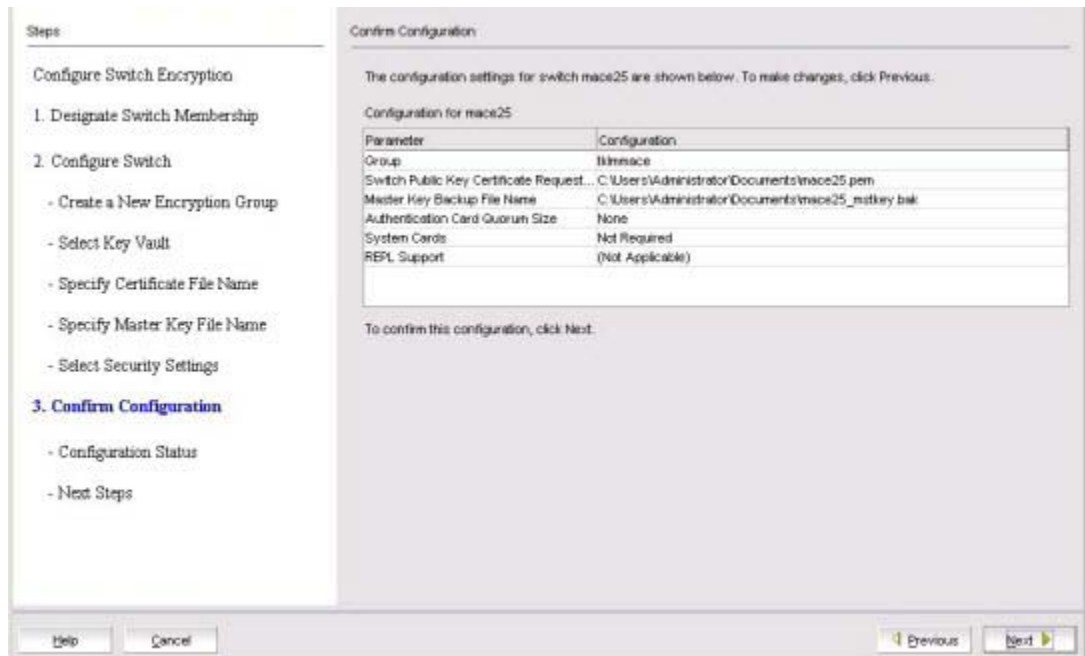 Steps
Configure Switch Encryption
1. Designate Switch Membership
2. Configure Switch
- Create a New Encryption Group
- Select Key Vault
- Specify Certificate File Name
- Specify Master Key File Name
- Select Security Settings
3. Confirm Configuration
- Configuration Status
- Next Steps
Confirm Configuration
The configuration settings for switch mace25 are shown below. To make changes, click Previous.
Configuration for mace25
Parameter Configuration
Group tklmmace
Switch Public Key Certificate Request... C:\Users\Administrator\Documents\mace25.pem
Master Key Backup File Name C:\Users\Administrator\Documents\mace25_mstkey.bak
Authentication Card Quorum Size None
System Cards Not Required
REPL Support (Not Applicable)
To confirm this configuration, click Next.
Help Cancel Previous Next